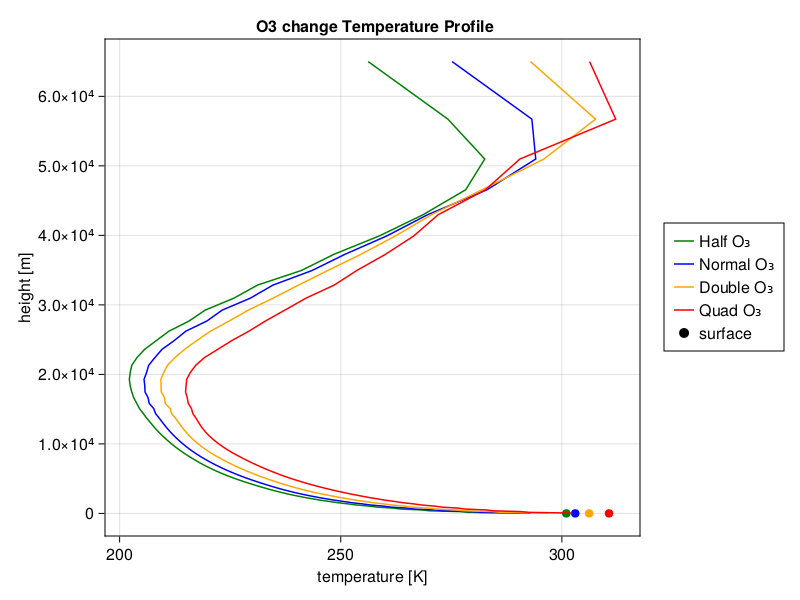 O3 change Temperature Profile
height [m]
6.0×10⁴
5.0×10⁴
4.0×10⁴
3.0×10⁴
2.0×10⁴
1.0×10⁴
0
200
250
300
temperature [K]
Half O₃
Normal O₃
Double O₃
Quad O₃
surface